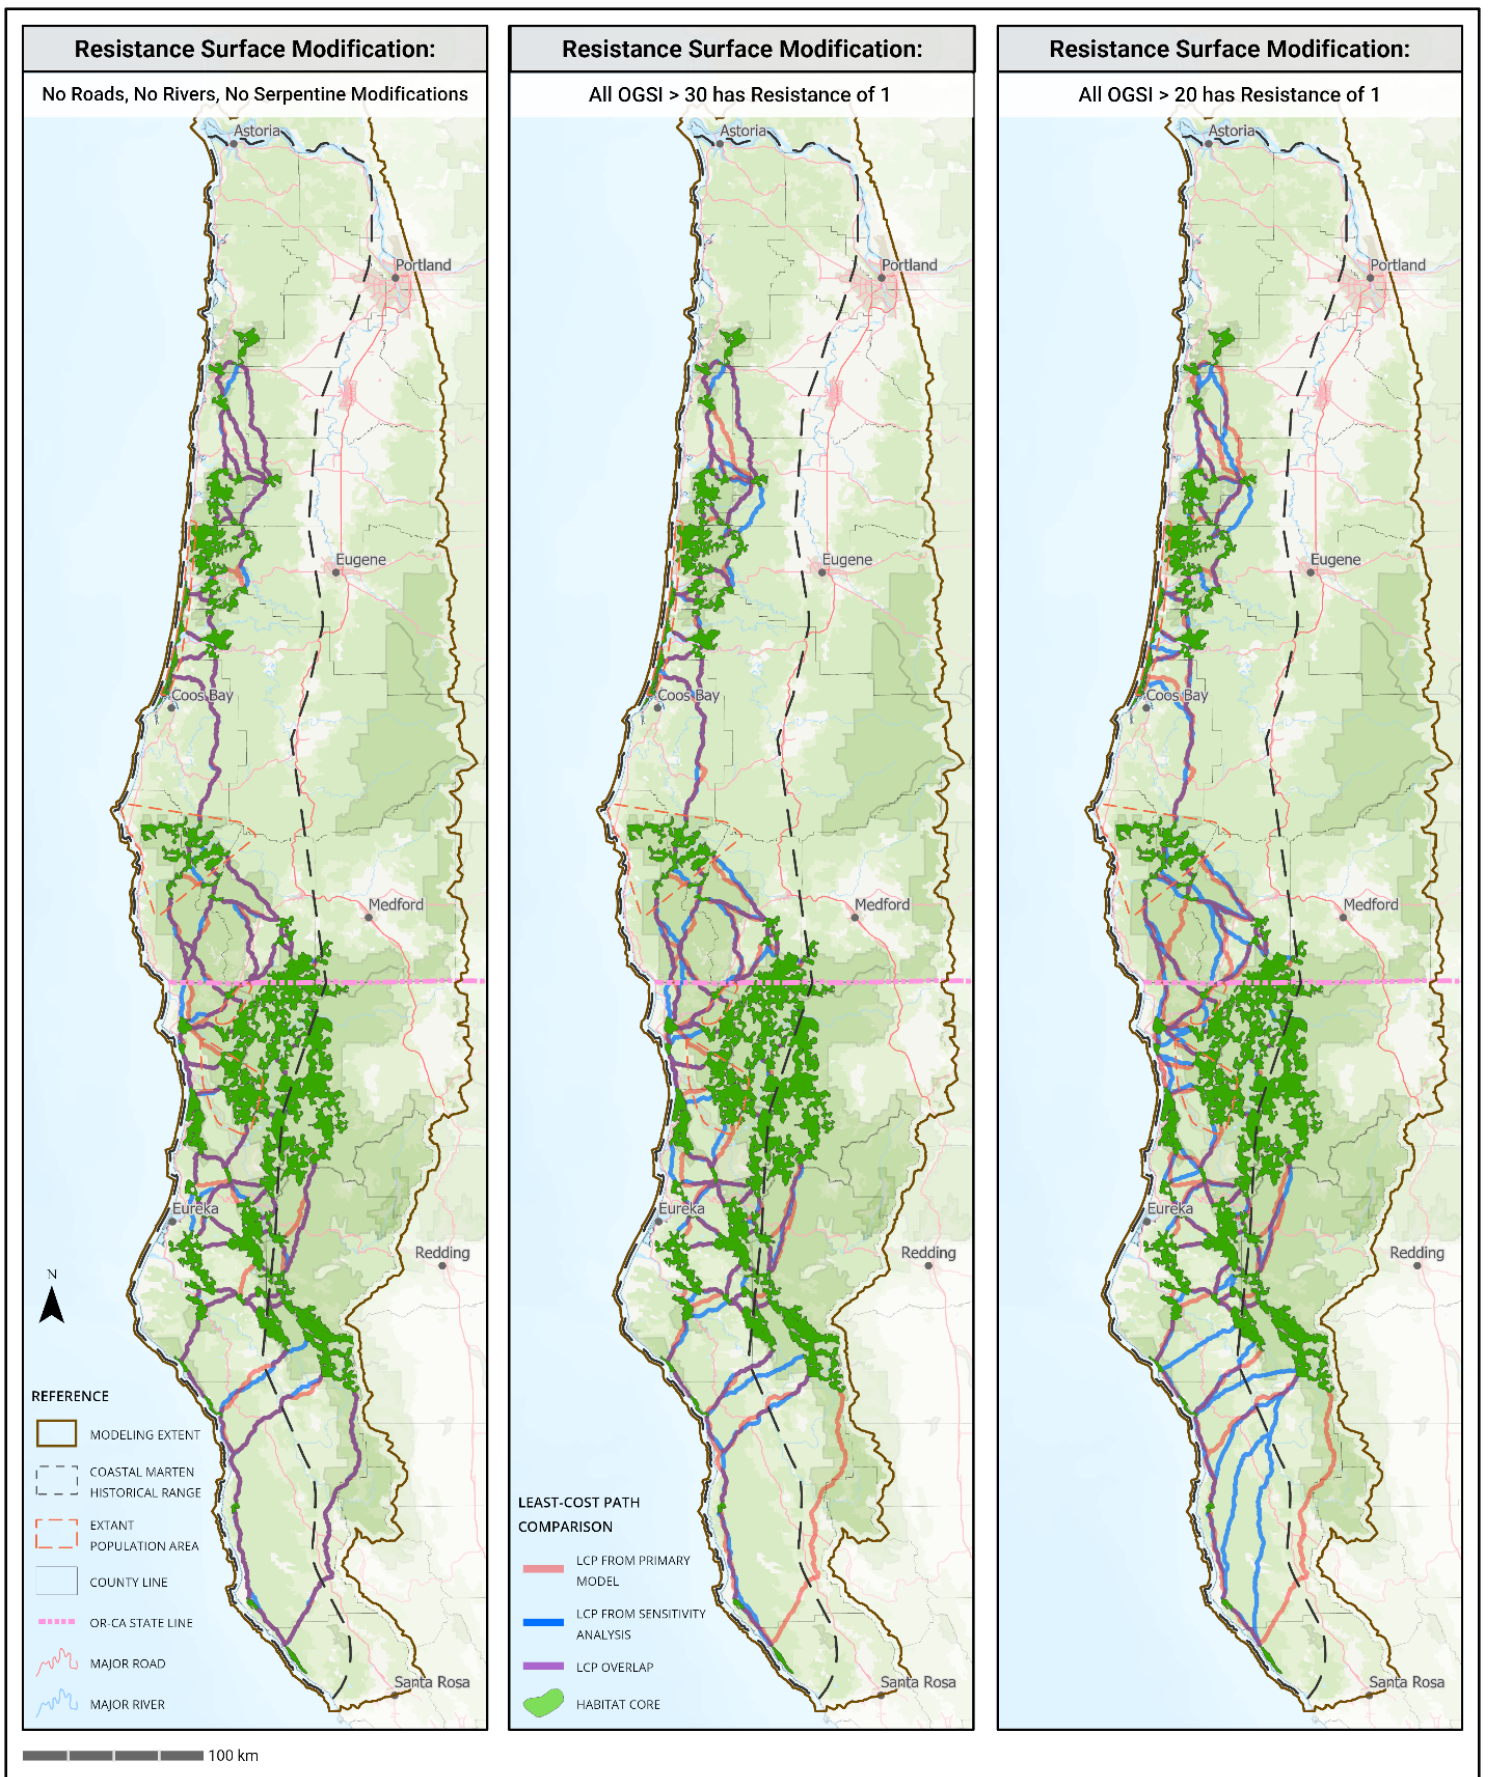 Resistance Surface Modification:
No Roads, No Rivers, No Serpentine Modifications
Astoria
Portland
Eugene
Coos Bay
Medford
Eureka
Redding
Santa Rosa
N
REFERENCE
MODELING EXTENT
COASTAL MARTEN
HISTORICAL RANGE
EXTANT
POPULATION AREA
COUNTY LINE
OR-CA STATE LINE
MAJOR ROAD
MAJOR RIVER
100 km
Resistance Surface Modification:
All OGSI > 30 has Resistance of 1
Astoria
Portland
Eugene
Coos Bay
Medford
Eureka
Redding
Santa Rosa
LEAST-COST PATH
COMPARISON
LCP FROM PRIMARY
MODEL
LCP FROM SENSITIVITY
ANALYSIS
LCP OVERLAP
HABITAT CORE
Resistance Surface Modification:
All OGSI > 20 has Resistance of 1
Astoria
Portland
Eugene
Coos Bay
Medford
Eureka
Redding
Santa Rosa